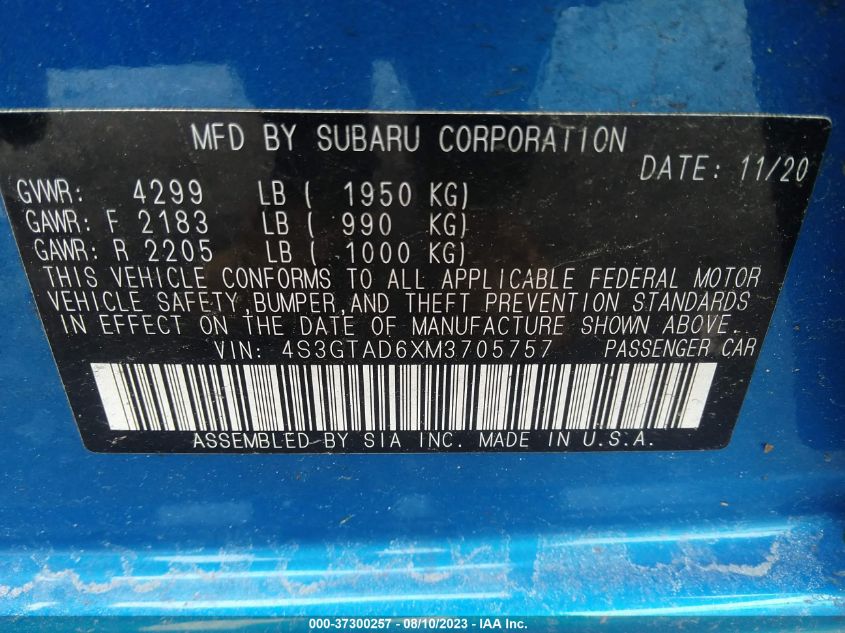 MFD BY SUBARU CORPORATION
DATE: 11/20
GVWR: 4299 LB ( 1950 KG)
GAWR: F 2183 LB ( 990 KG)
GAWR: R 2205 LB ( 1000 KG)
THIS VEHICLE CONFORMS TO ALL APPLICABLE FEDERAL MOTOR
VEHICLE SAFETY,BUMPER,AND THEFT PREVENTION STANDARDS
IN EFFECT ON THE DATE OF MANUFACTURE SHOWN ABOVE.
VIN: 4S3GTAD6XM3705757 PASSENGER CAR
ASSEMBLED BY SIA INC. MADE IN U.S.A.
000-37300257 - 08/10/2023 - IAA Inc.